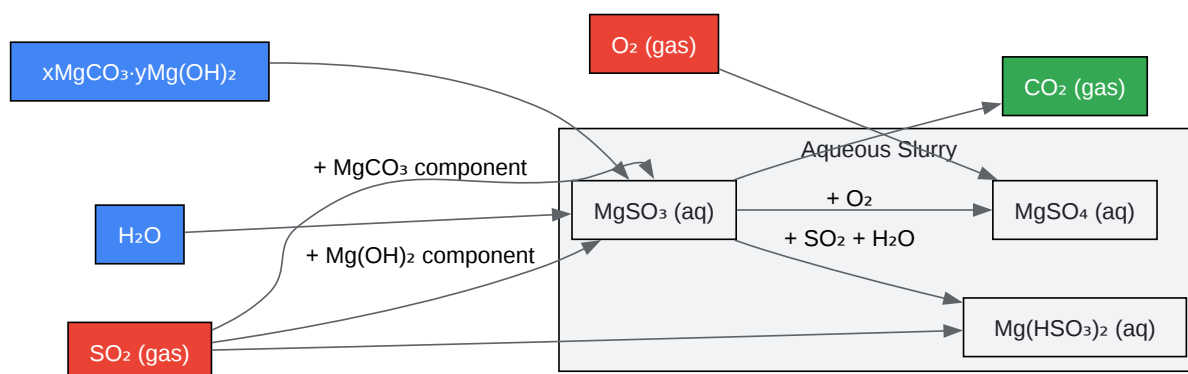 O₂ (gas)
xMgCO₃·yMg(OH)₂
CO₂ (gas)
Aqueous Slurry
+ MgCO₃ component
MgSO₃ (aq)
+ O₂
MgSO₄ (aq)
H₂O
+ SO₂ + H₂O
+ Mg(OH)₂ component
Mg(HSO₃)₂ (aq)
SO₂ (gas)